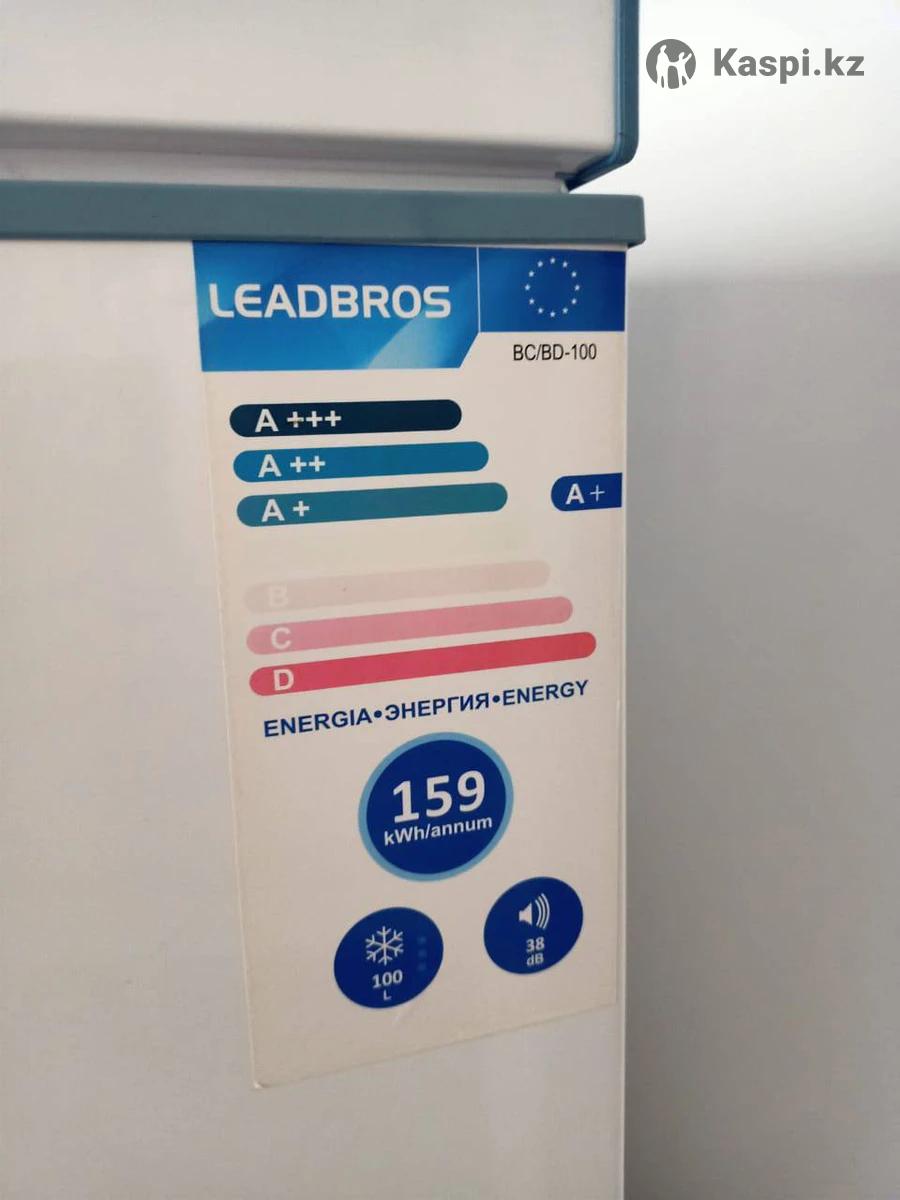 Kaspi.kz
LEADBROS
BC/BD-100
A +++
A ++
A +
A +
B
C
D
ENERGIA•ЭНЕРГИЯ•ENERGY
159
kWh/annum
100
L
38
dB